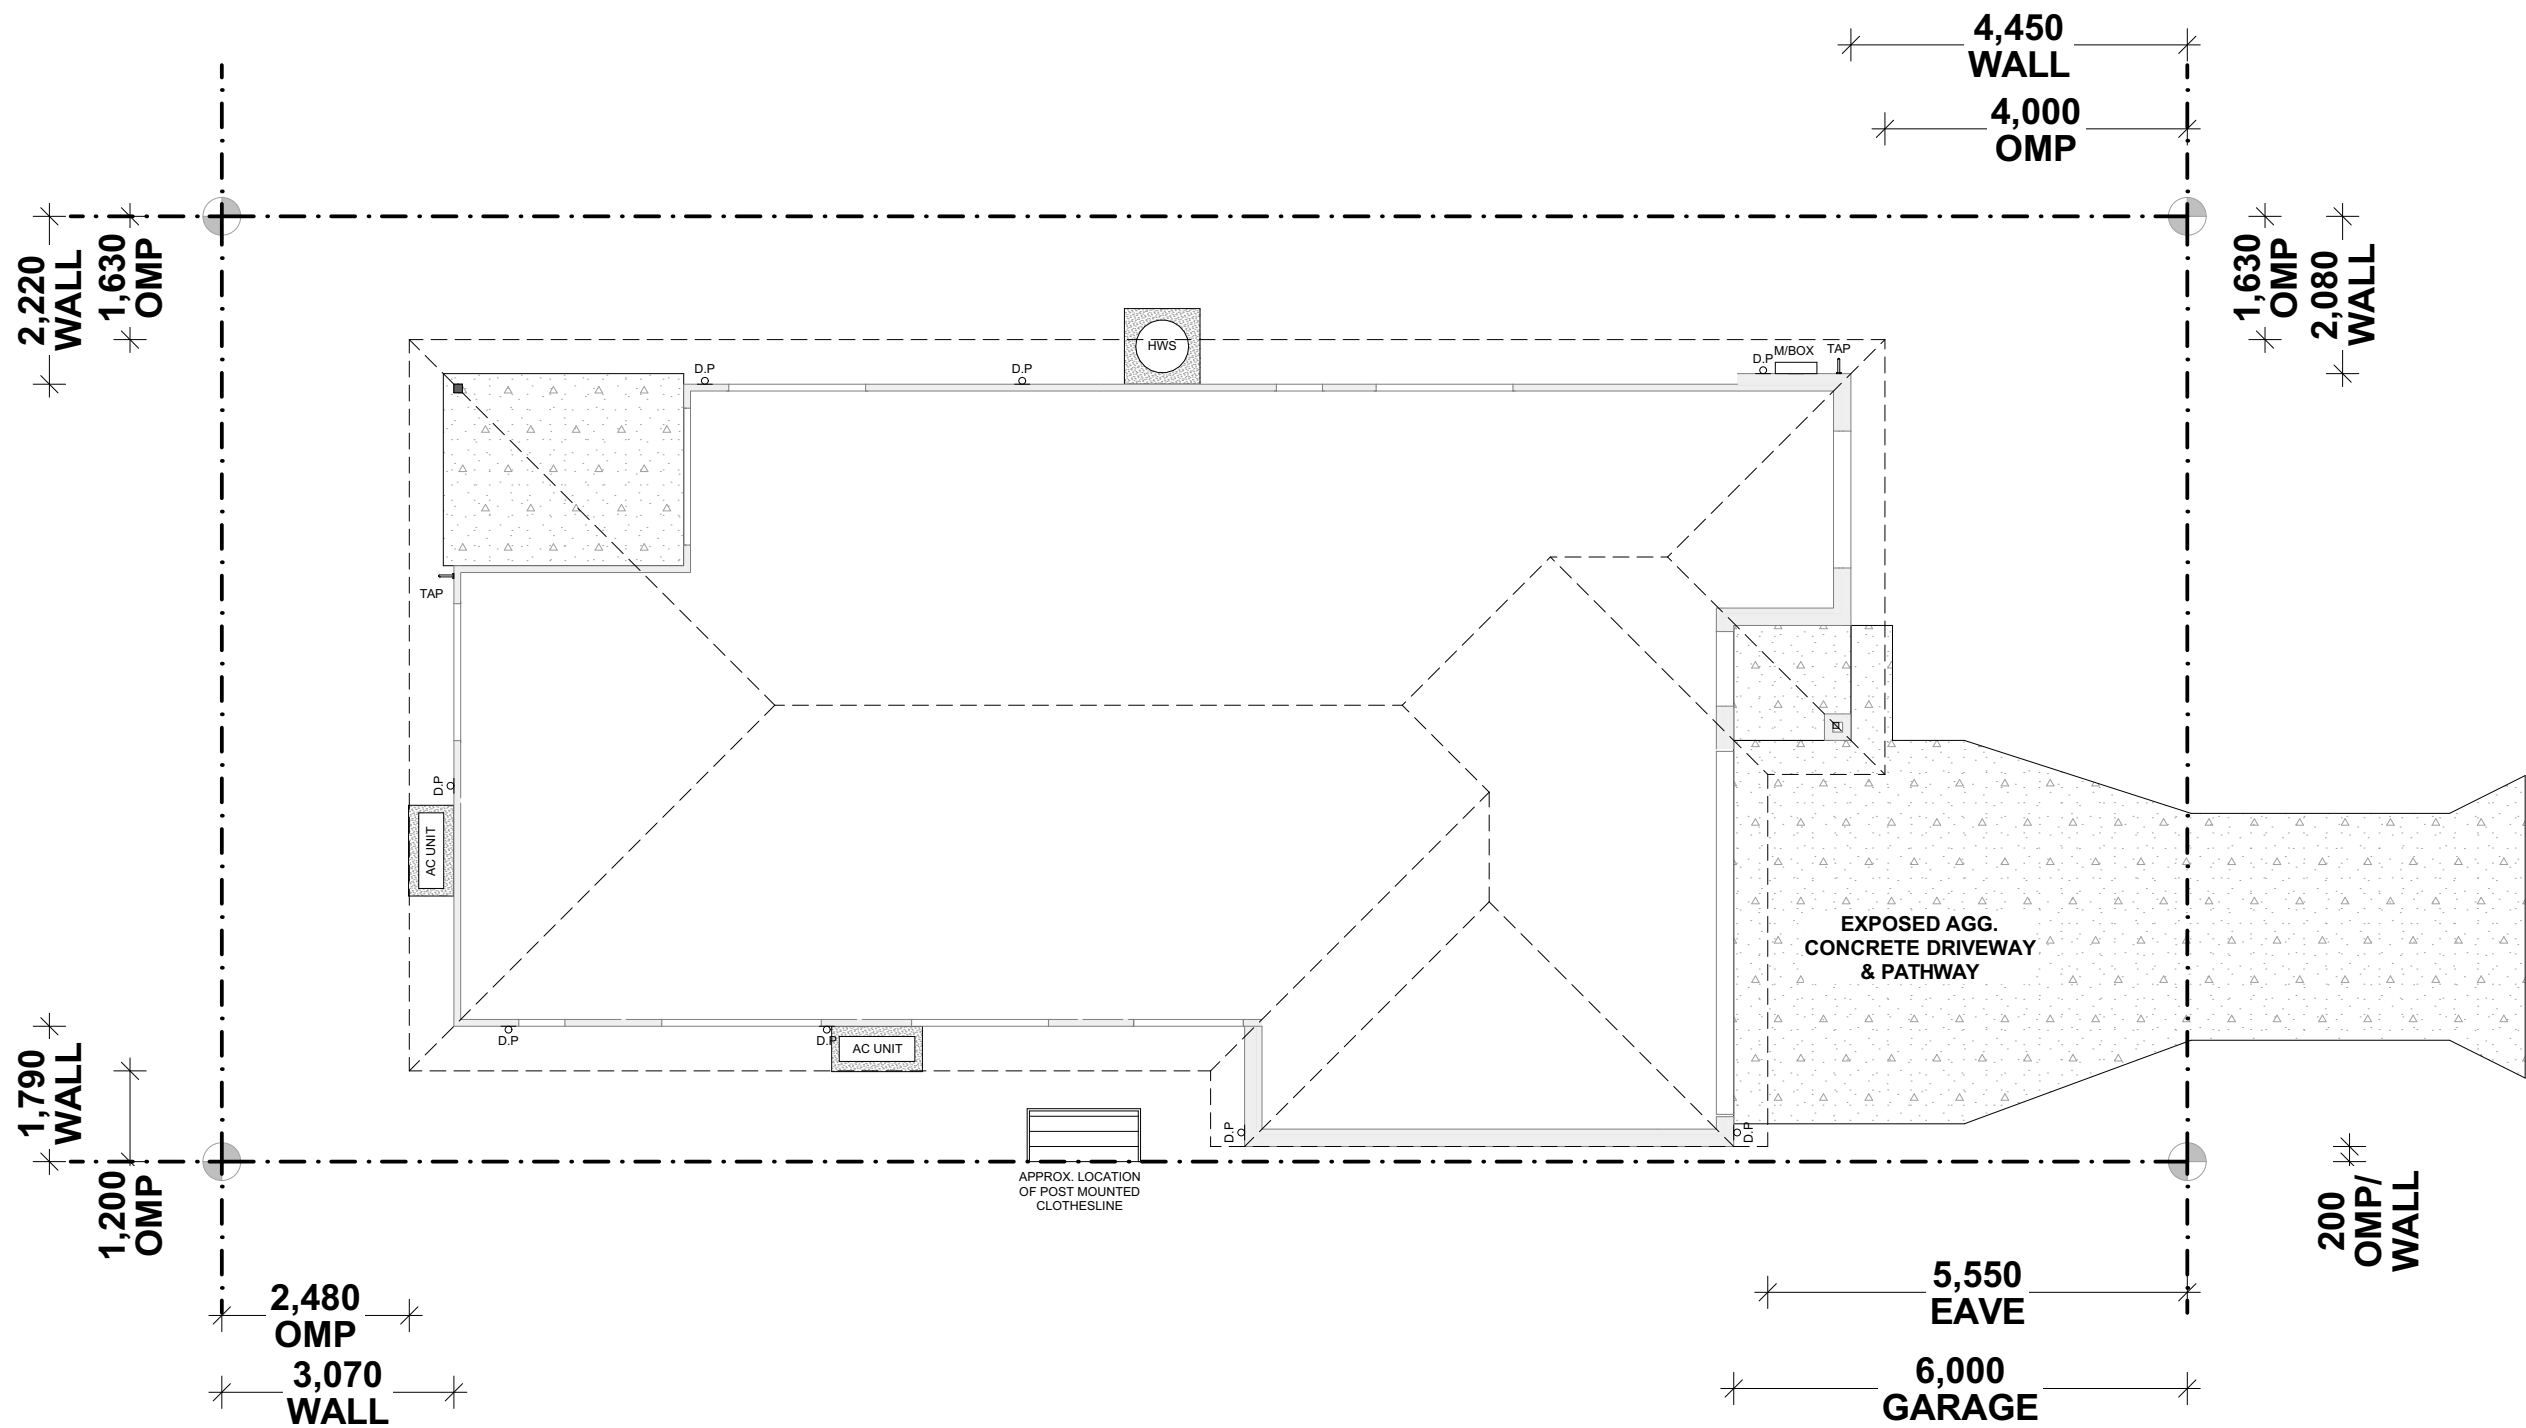 4,450
WALL
4,000
OMP
2,220
WALL
1,630
OMP
1,630
OMP
2,080
WALL
HWS
D.P
D.P
D.P
M/BOX
TAP
TAP
D.P
AC UNIT
EXPOSED AGG.
CONCRETE DRIVEWAY
& PATHWAY
D.P
D.P
AC UNIT
D.P
D.P
1,790
WALL
1,200
OMP
APPROX. LOCATION
OF POST MOUNTED
CLOTHESLINE
200
OMP/
WALL
2,480
OMP
3,070
WALL
5,550
EAVE
6,000
GARAGE